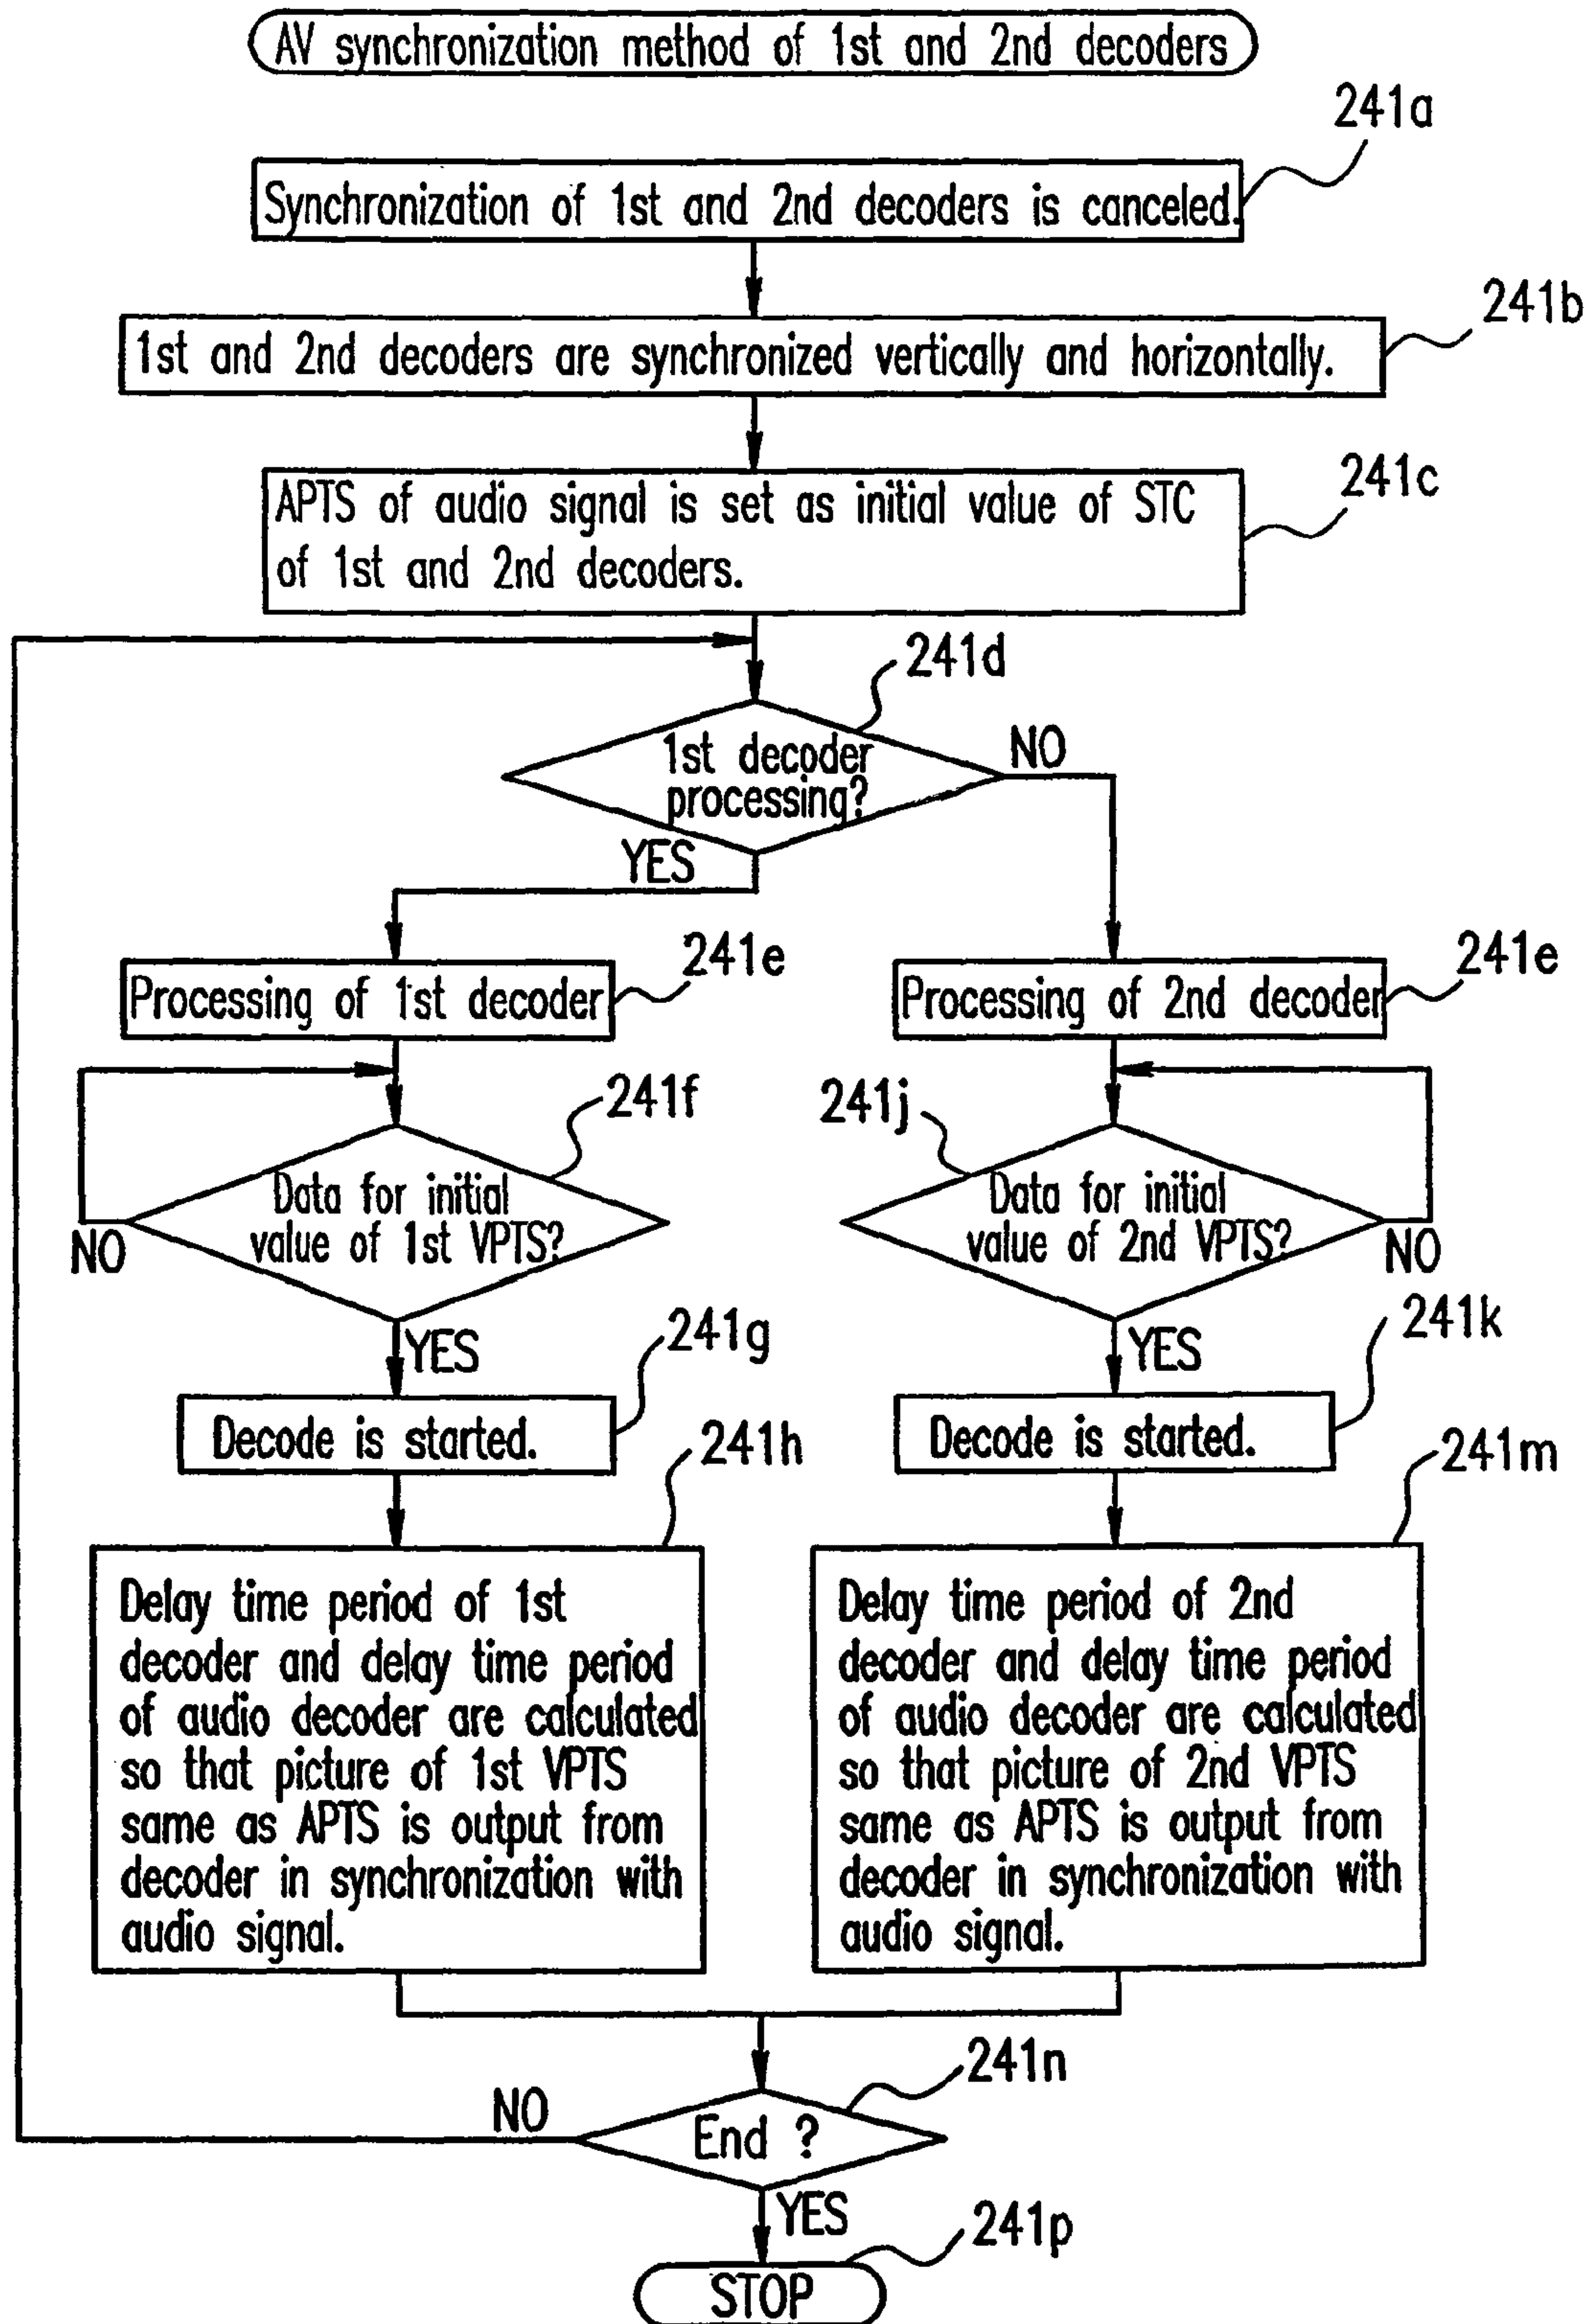 AV synchronization method of 1st and 2nd decoders
241a
Synchronization of 1st and 2nd decoders is canceled.
241b
1st and 2nd decoders are synchronized vertically and horizontally.
241c
APTS of audio signal is set as initial value of STC
of 1st and 2nd decoders.
241d
1st decoder
processing?
NO
YES
241e
Processing of 1st decoder
241e
Processing of 2nd decoder
241f
Data for initial
value of 1st VPTS?
NO
241j
Data for initial
value of 2nd VPTS?
NO
YES
241g
Decode is started.
YES
241k
Decode is started.
241h
Delay time period of 1st
decoder and delay time period
of audio decoder are calculated
so that picture of 1st VPTS
same as APTS is output from
decoder in synchronization with
audio signal.
241m
Delay time period of 2nd
decoder and delay time period
of audio decoder are calculated
so that picture of 2nd VPTS
same as APTS is output from
decoder in synchronization with
audio signal.
241n
End ?
NO
YES
241p
STOP